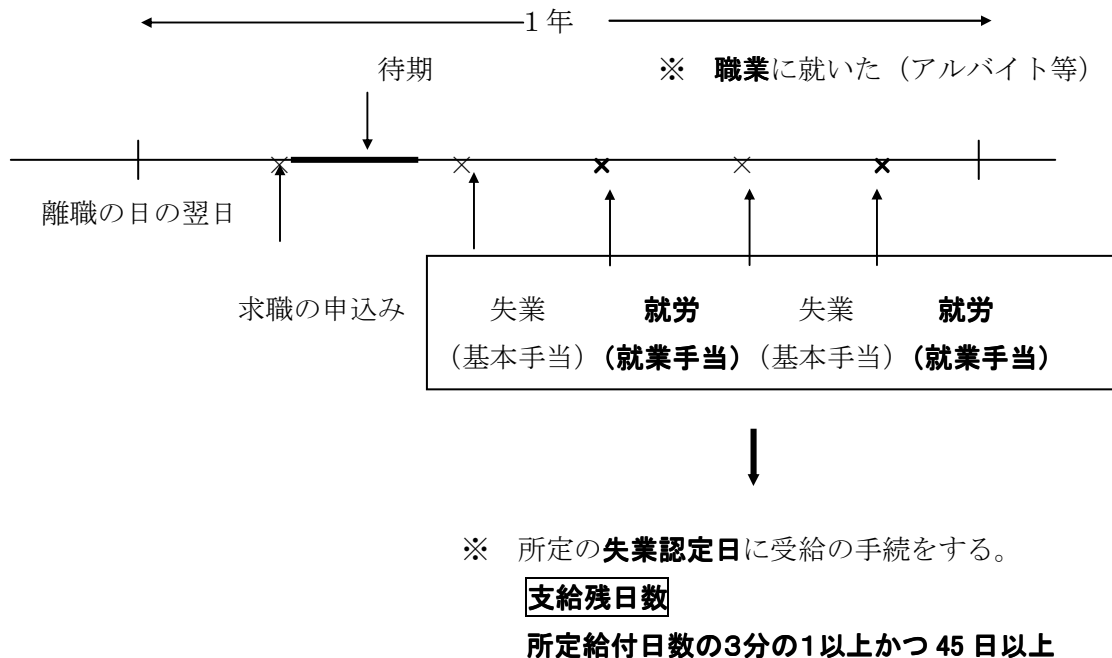 1年
待期
※ 職業に就いた（アルバイト等）
離職の日の翌日
求職の申込み
失業 就労 失業 就労
（基本手当）（就業手当）（基本手当）（就業手当）
※ 所定の失業認定日に受給の手続をする。
支給残日数
所定給付日数の3分の1以上かつ 45 日以上